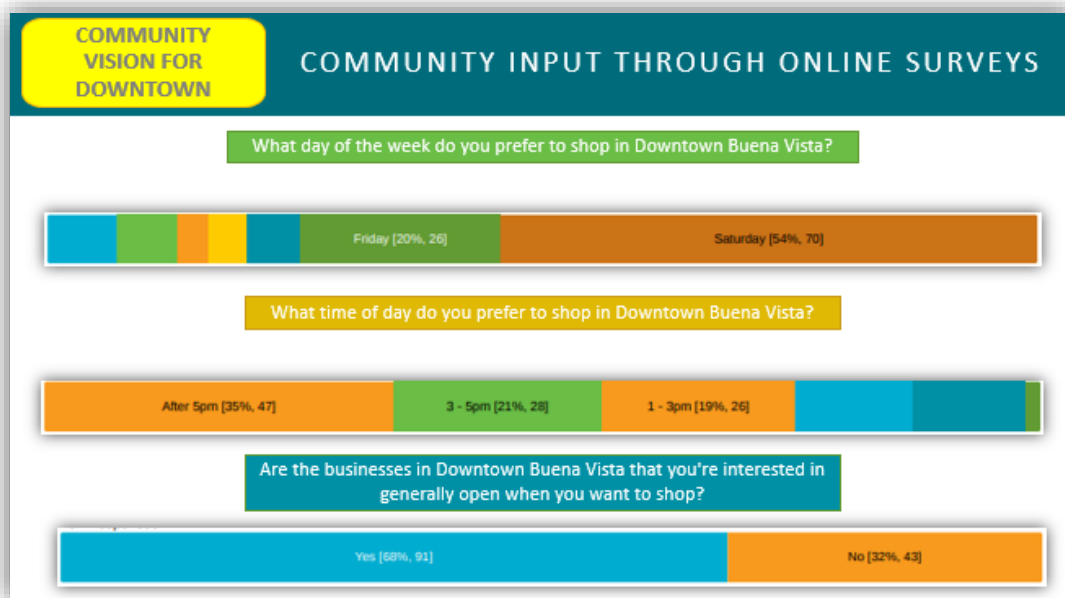 COMMUNITY
VISION FOR
DOWNTOWN
COMMUNITY INPUT THROUGH ONLINE SURVEYS
What day of the week do you prefer to shop in Downtown Buena Vista?
Friday [20%, 26]
Saturday [54%, 70]
What time of day do you prefer to shop in Downtown Buena Vista?
After 5pm [35%, 47]
3 - 5pm [21%, 28]
1 - 3pm [19%, 26]
Are the businesses in Downtown Buena Vista that you're interested in
generally open when you want to shop?
Yes [68%, 91]
No [32%, 43]